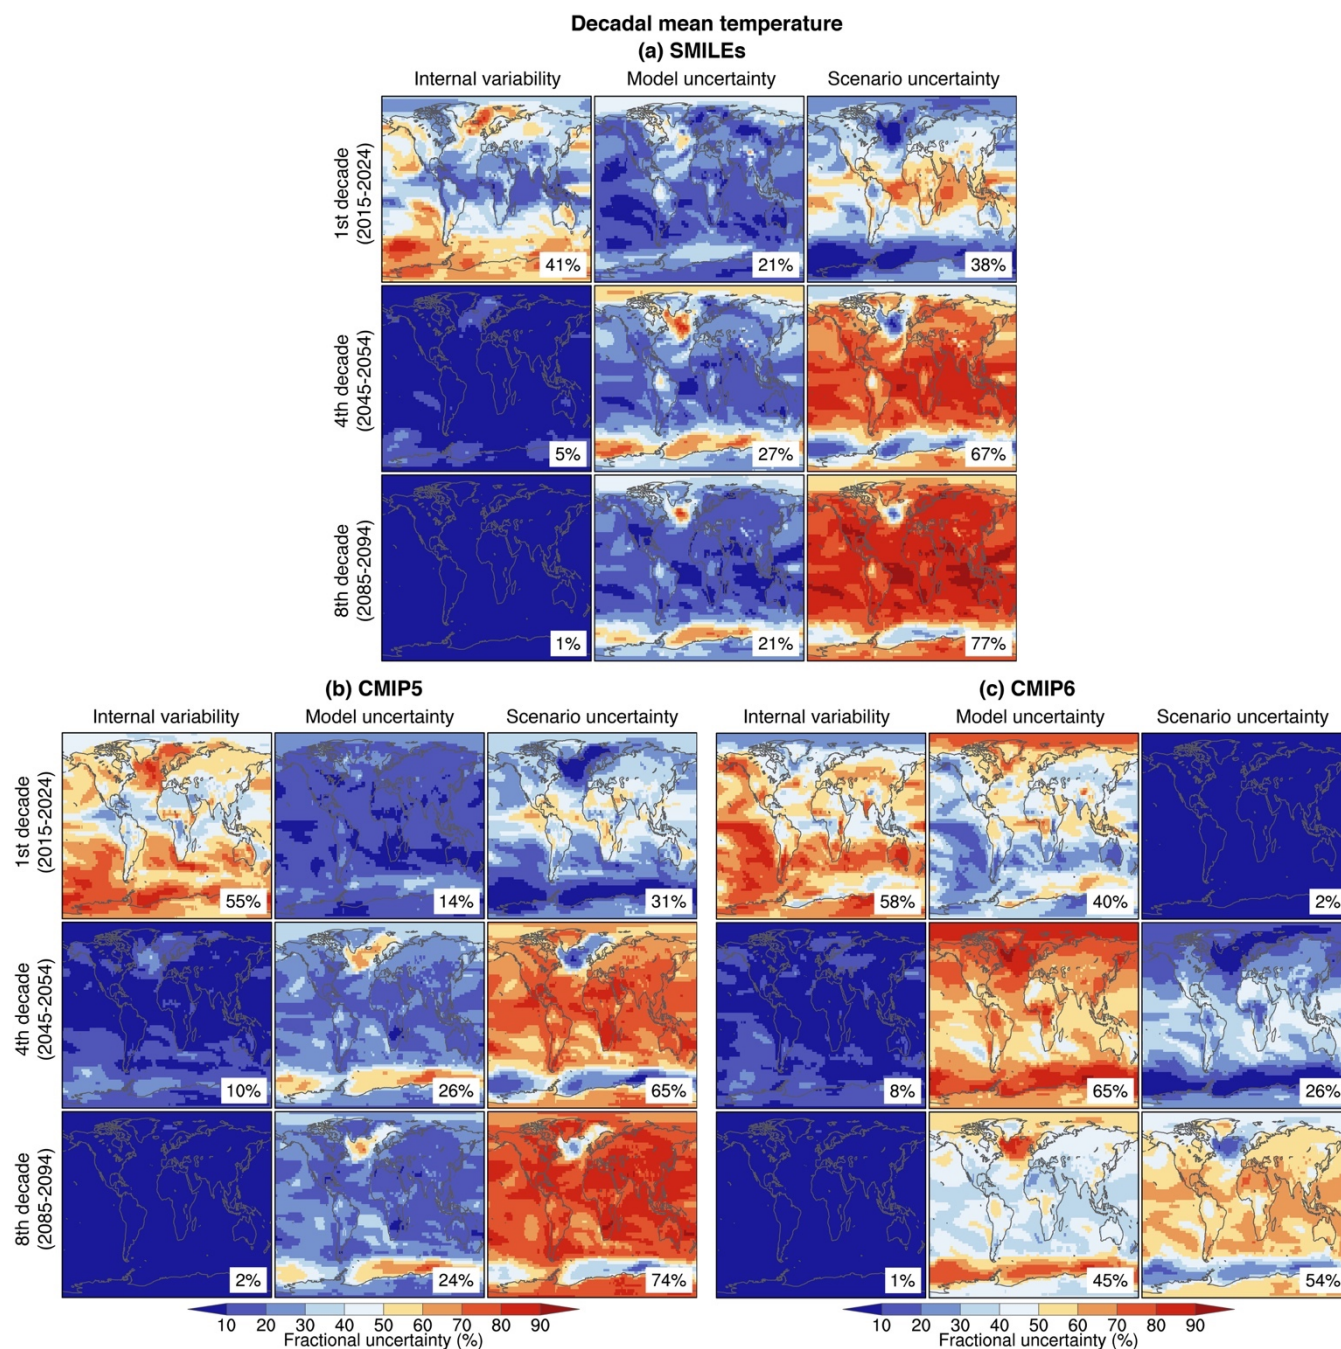 Decadal mean temperature
(a) SMILEs
Internal variability Model uncertainty Scenario uncertainty
1st decade
(2015-2024)
41% 21% 38%
4th decade
(2045-2054)
5% 27% 67%
8th decade
(2085-2094)
1% 21% 77%
(b) CMIP5
Internal variability Model uncertainty Scenario uncertainty
1st decade
(2015-2024)
55% 14% 31%
4th decade
(2045-2054)
10% 26% 65%
8th decade
(2085-2094)
2% 24% 74%
10 20 30 40 50 60 70 80 90
Fractional uncertainty (%)
(c) CMIP6
Internal variability Model uncertainty Scenario uncertainty
58% 40% 2%
8% 65% 26%
1% 45% 54%
10 20 30 40 50 60 70 80 90
Fractional uncertainty (%)